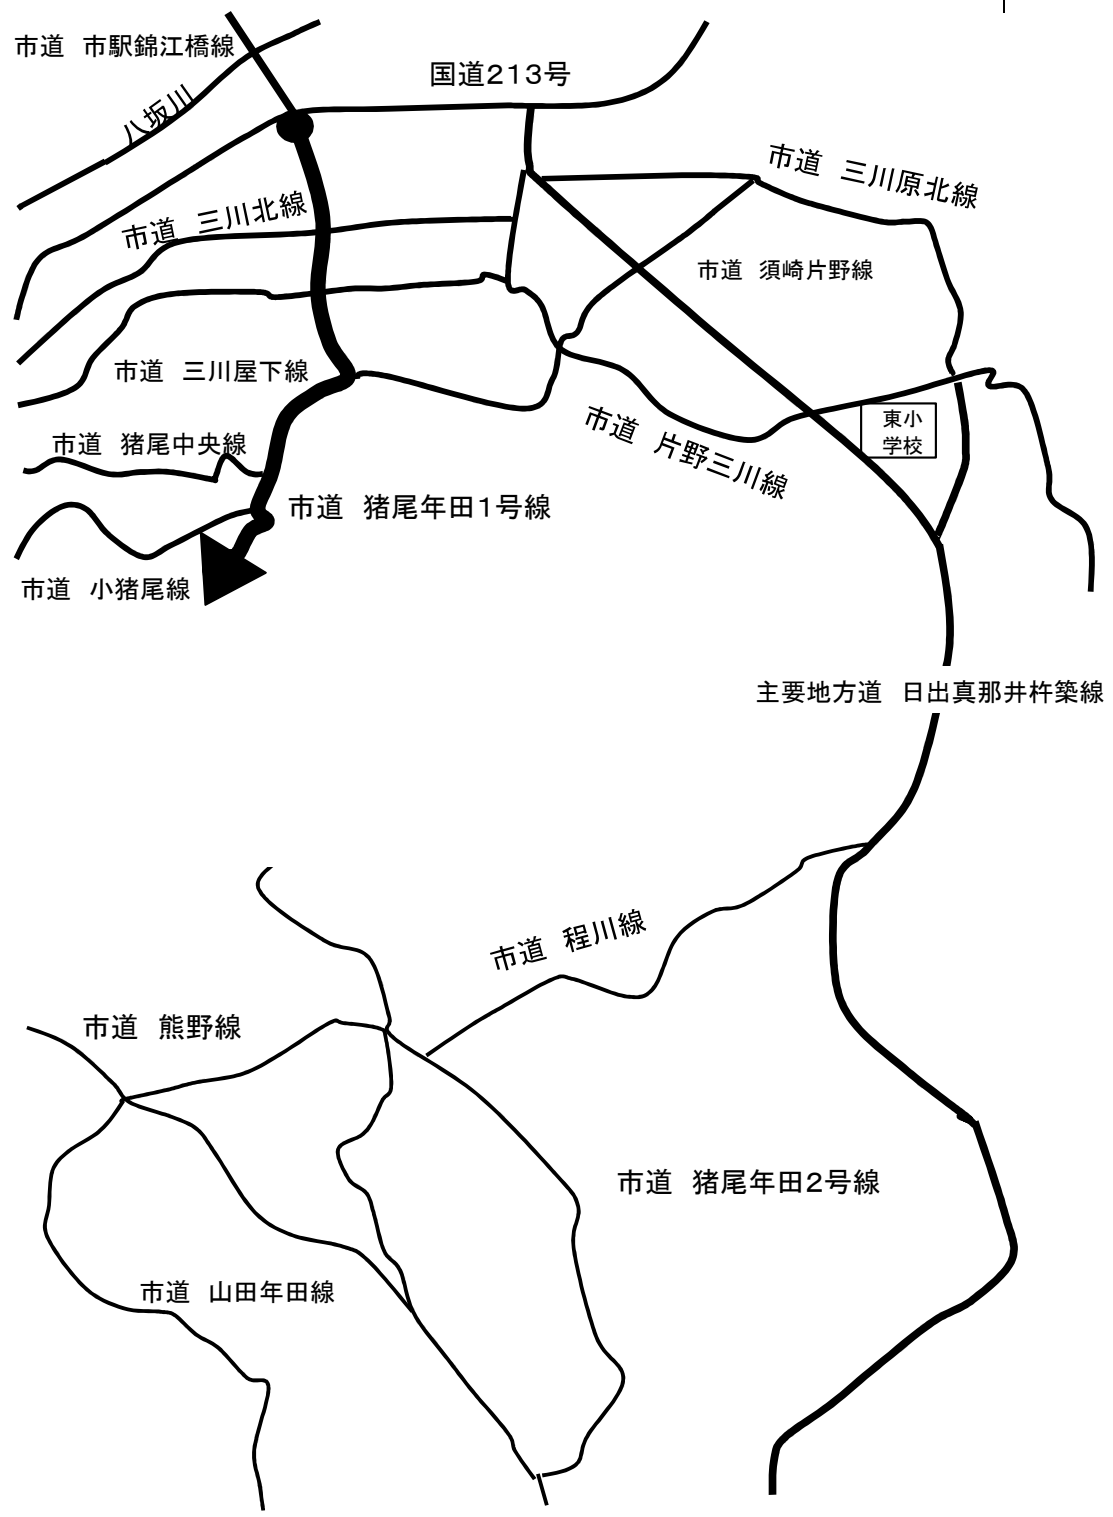 市道　市駅錦江橋線
国道213号
八坂川
市道　三川原北線
市道　三川北線
市道　須崎片野線
市道　三川屋下線
東小
学校
市道　片野三川線
市道　猪尾中央線
市道　猪尾年田1号線
市道　小猪尾線
主要地方道　日出真那井杵築線
市道　程川線
市道　熊野線
市道　猪尾年田2号線
市道　山田年田線